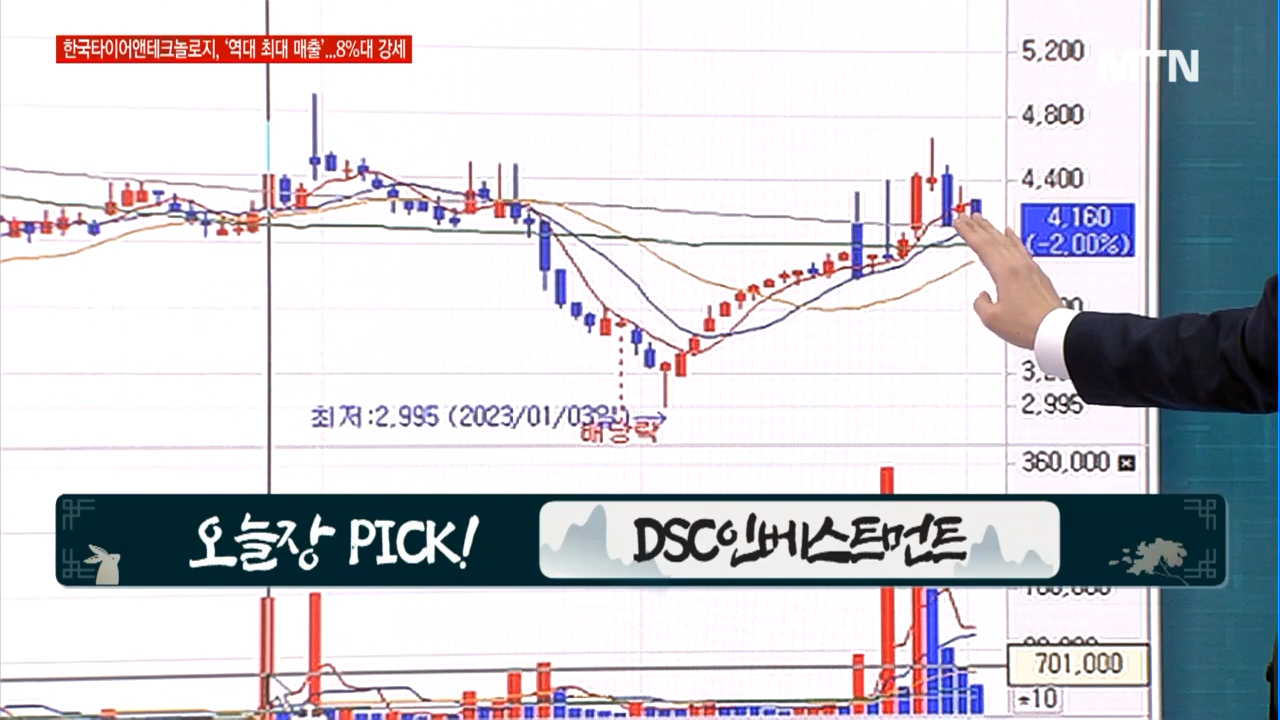 한국타이어앤테크놀로지, '역대 최대 매출'...8%대 강세
MTN
5,200
4,800
4,400
4,160
(-2,00%)
최저:2,995 (2023/01/03일)
2,995
배당락
360,000
오늘장 PICK!
DSC인베스트먼트
701,000
*10